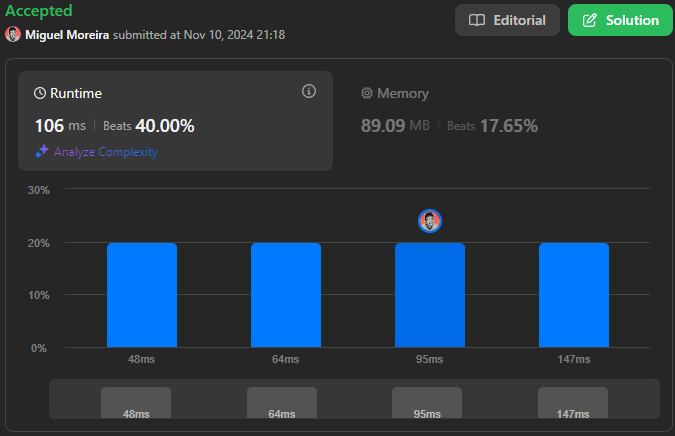 Accepted
Editorial
Solution
Miguel Moreira submitted at Nov 10, 2024 21:18
Runtime
Memory
106 ms | Beats 40.00%
89.09 MB | Beats 17.65%
Analyze Complexity
30%
20%
10%
0%
48ms 64ms 95ms 147ms
48ms 64ms 95ms 147ms